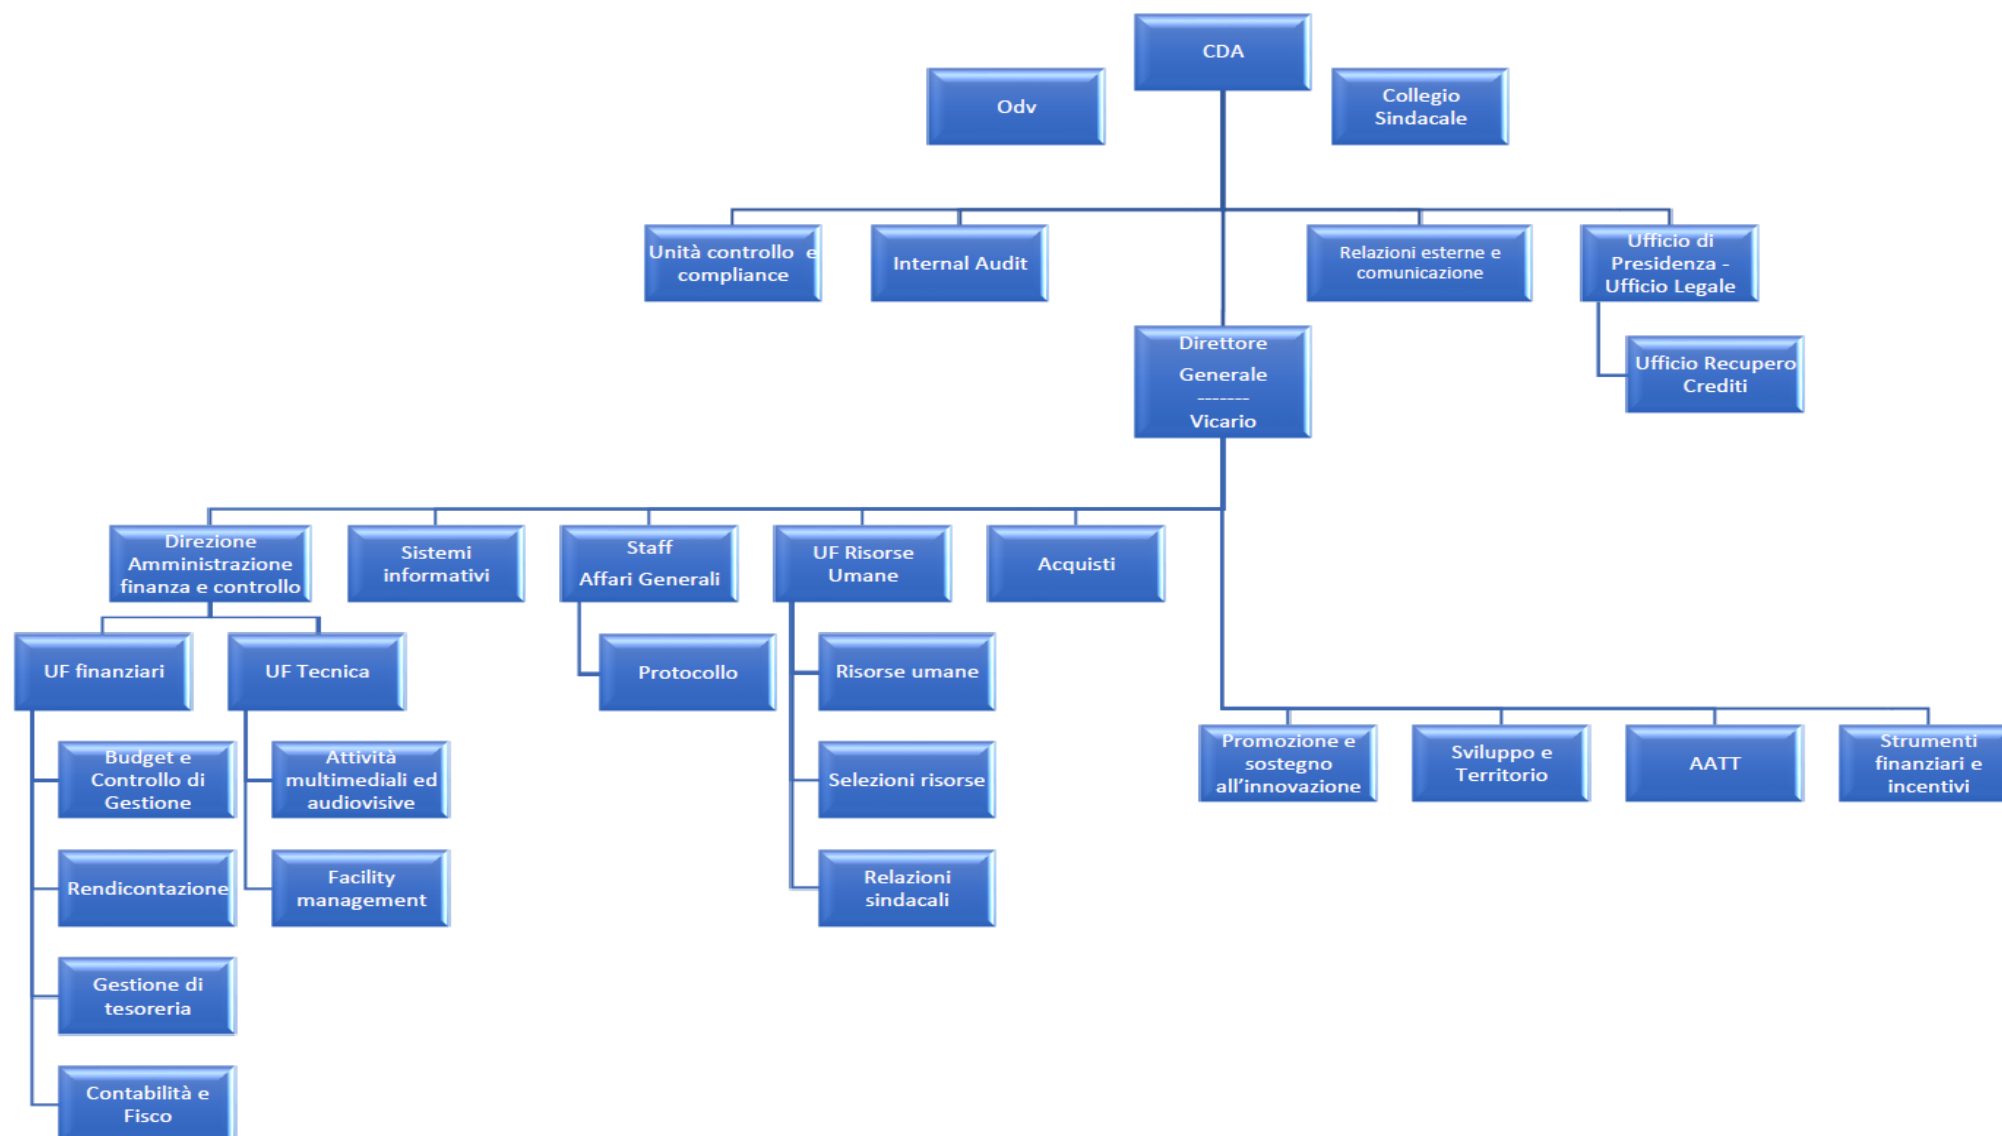 CDA
Odv
Collegio
Sindacale
Unità controllo e
compliance
Internal Audit
Relazioni esterne e
comunicazione
Ufficio di
Presidenza -
Ufficio Legale
Direttore
Generale
-------
Vicario
Ufficio Recupero
Crediti
Direzione
Amministrazione
finanza e controllo
Sistemi
informativi
Staff
Affari Generali
UF Risorse
Umane
Acquisti
UF finanziari
UF Tecnica
Protocollo
Risorse umane
Budget e
Controllo di
Gestione
Attività
multimediali ed
audiovisive
Selezioni risorse
Promozione e
sostegno
all’innovazione
Sviluppo e
Territorio
AATT
Strumenti
finanziari e
incentivi
Rendicontazione
Facility
management
Relazioni
sindacali
Gestione di
tesoreria
Contabilità e
Fisco